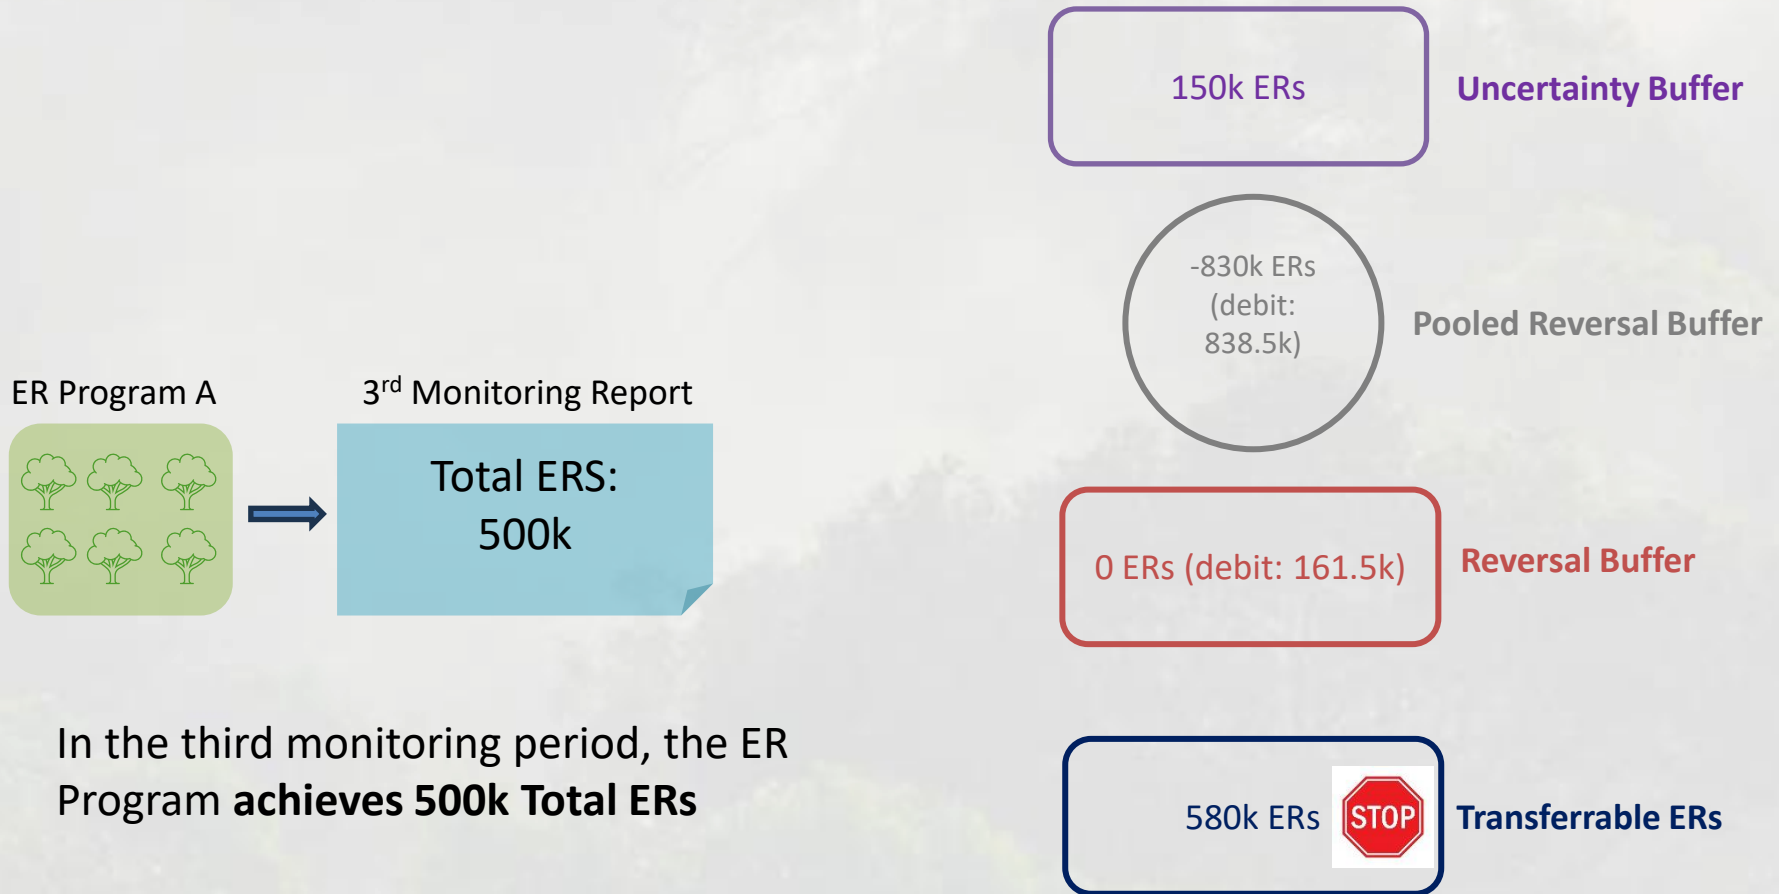 150k ERs
Uncertainty Buffer
-830k ERs
(debit:
838.5k)
Pooled Reversal Buffer
ER Program A
3rd Monitoring Report
Total ERS:
500k
0 ERs (debit: 161.5k)
Reversal Buffer
In the third monitoring period, the ER
Program achieves 500k Total ERs
580k ERs
STOP
Transferrable ERs